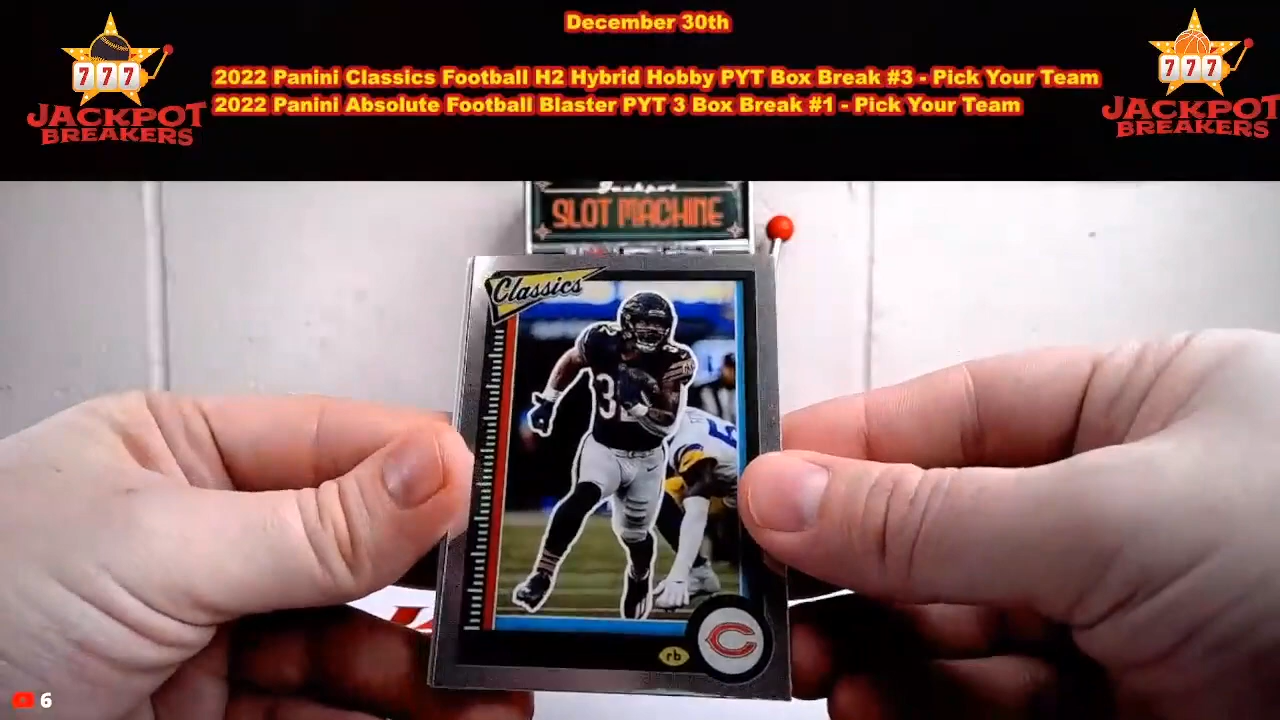 December 30th
2022 Panini Classics Football H2 Hybrid Hobby PYT Box Break #3 - Pick Your Team
2022 Panini Absolute Football Blaster PYT 3 Box Break #1 - Pick Your Team
777
JACKPOT
BREAKERS
777
JACKPOT
BREAKERS
Jackpot
SLOT MACHINE
Classics
32
C
rb
6